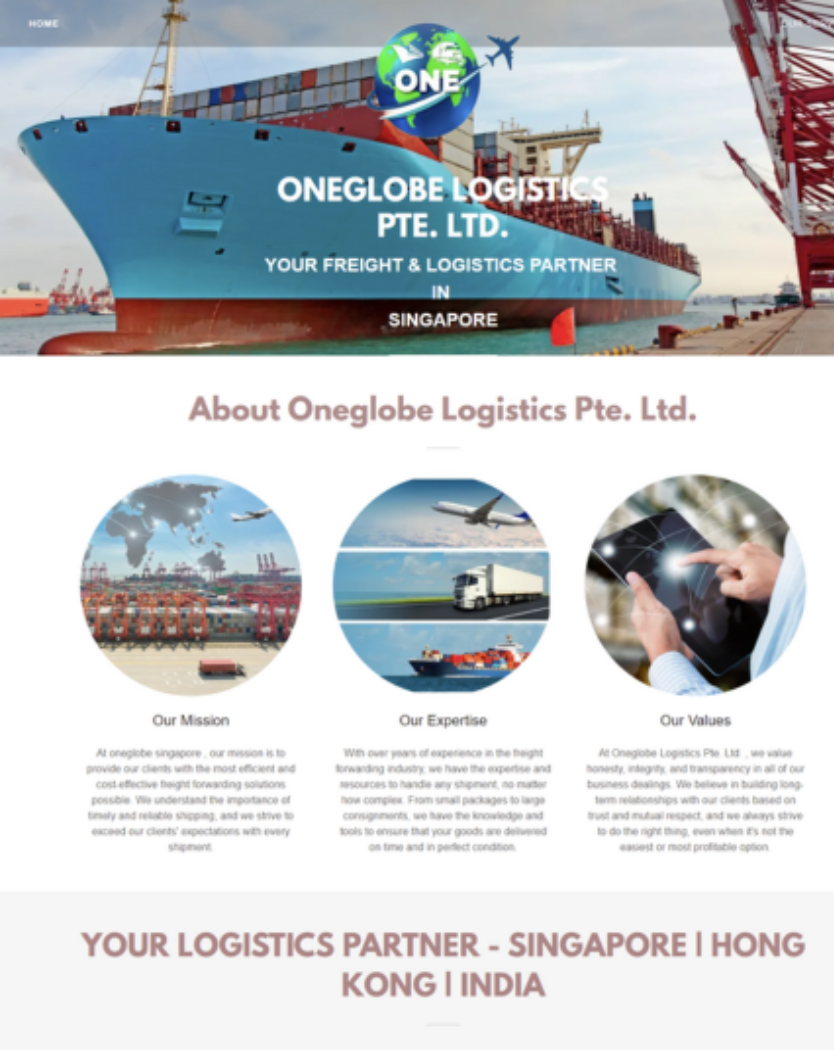 HOME
ONE
ONEGLOBE LOGISTICS
PTE. LTD.
YOUR FREIGHT & LOGISTICS PARTNER
IN
SINGAPORE
About Oneglobe Logistics Pte. Ltd.
Our Mission
At oneglobe singapore , our mission is to
provide our clients with the most efficient and
cost-effective freight forwarding solutions
possible. We understand the importance of
timely and reliable shipping, and we strive to
exceed our clients' expectations with every
shipment.
Our Expertise
With over years of experience in the freight
forwarding industry, we have the expertise and
resources to handle any shipment, no matter
how complex. From small packages to large
consignments, we have the knowledge and
tools to ensure that your goods are delivered
on time and in perfect condition.
Our Values
At Oneglobe Logistics Pte. Ltd. , we value
honesty, integrity, and transparency in all of our
business dealings. We believe in building long-
term relationships with our clients based on
trust and mutual respect, and we always strive
to do the right thing, even when it's not the
easiest or most profitable option.
YOUR LOGISTICS PARTNER - SINGAPORE | HONG
KONG | INDIA